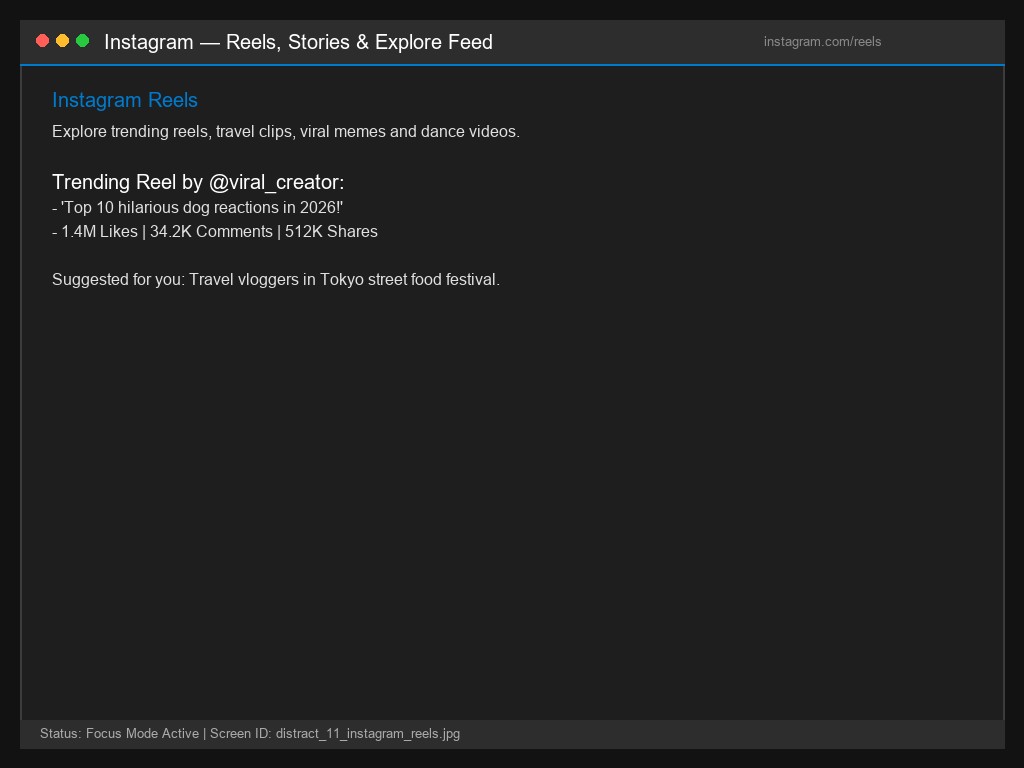 Instagram — Reels, Stories & Explore Feed
instagram.com/reels
Instagram Reels
Explore trending reels, travel clips, viral memes and dance videos.
Trending Reel by @viral_creator:
- 'Top 10 hilarious dog reactions in 2026!'
- 1.4M Likes | 34.2K Comments | 512K Shares
Suggested for you: Travel vloggers in Tokyo street food festival.
Status: Focus Mode Active | Screen ID: distract_11_instagram_reels.jpg